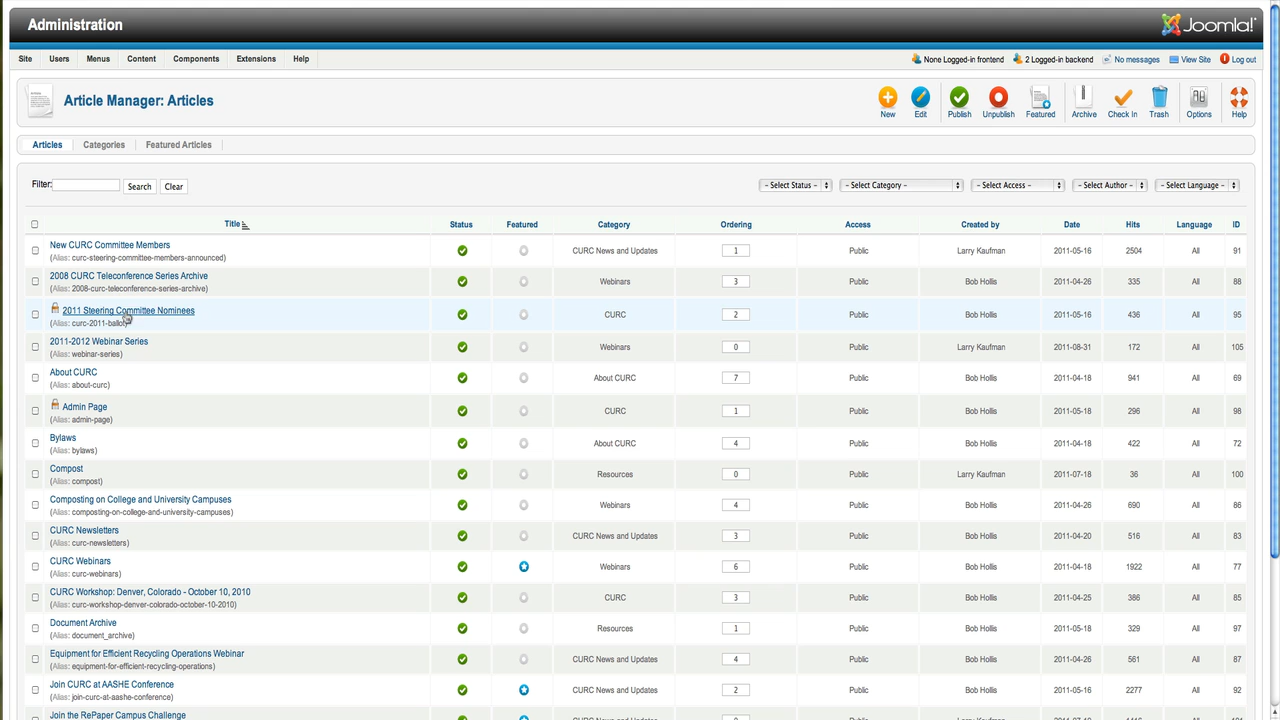 Administration
Joomla!
Site Users Menus Content Components Extensions Help None Logged-in frontend 2 Logged-in backend No messages View Site Log out
Article Manager: Articles
New Edit Publish Unpublish Featured Archive Check In Trash Options Help
Articles Categories Featured Articles
Filter: Search Clear - Select Status - - Select Category - - Select Access - - Select Author - - Select Language -
Title Status Featured Category Ordering Access Created by Date Hits Language ID
New CURC Committee Members CURC News and Updates 1 Public Larry Kaufman 2011-05-16 2504 All 91
(Alias: curc-steering-committee-members-announced)
2008 CURC Teleconference Series Archive Webinars 3 Public Bob Hollis 2011-04-26 335 All 88
(Alias: 2008-curc-teleconference-series-archive)
2011 Steering Committee Nominees CURC 2 Public Bob Hollis 2011-05-16 436 All 95
(Alias: curc-2011-ballot)
2011-2012 Webinar Series Webinars 0 Public Larry Kaufman 2011-08-31 172 All 105
(Alias: webinar-series)
About CURC About CURC 7 Public Bob Hollis 2011-04-18 941 All 69
(Alias: about-curc)
Admin Page CURC 1 Public Bob Hollis 2011-05-18 296 All 98
(Alias: admin-page)
Bylaws About CURC 4 Public Bob Hollis 2011-04-18 422 All 72
(Alias: bylaws)
Compost Resources 0 Public Larry Kaufman 2011-07-18 36 All 100
(Alias: compost)
Composting on College and University Campuses Webinars 4 Public Bob Hollis 2011-04-26 690 All 86
(Alias: composting-on-college-and-university-campuses)
CURC Newsletters CURC News and Updates 3 Public Bob Hollis 2011-04-20 516 All 83
(Alias: curc-newsletters)
CURC Webinars Webinars 6 Public Bob Hollis 2011-04-18 1922 All 77
(Alias: curc-webinars)
CURC Workshop: Denver, Colorado - October 10, 2010 CURC 3 Public Bob Hollis 2011-04-25 386 All 85
(Alias: curc-workshop-denver-colorado-october-10-2010)
Document Archive Resources 1 Public Bob Hollis 2011-05-18 329 All 97
(Alias: document_archive)
Equipment for Efficient Recycling Operations Webinar CURC News and Updates 4 Public Bob Hollis 2011-04-26 561 All 87
(Alias: equipment-for-efficient-recycling-operations)
Join CURC at AASHE Conference CURC News and Updates 2 Public Bob Hollis 2011-05-16 2277 All 92
(Alias: join-curc-at-aashe-conference)
Join the RePaper Campus Challenge